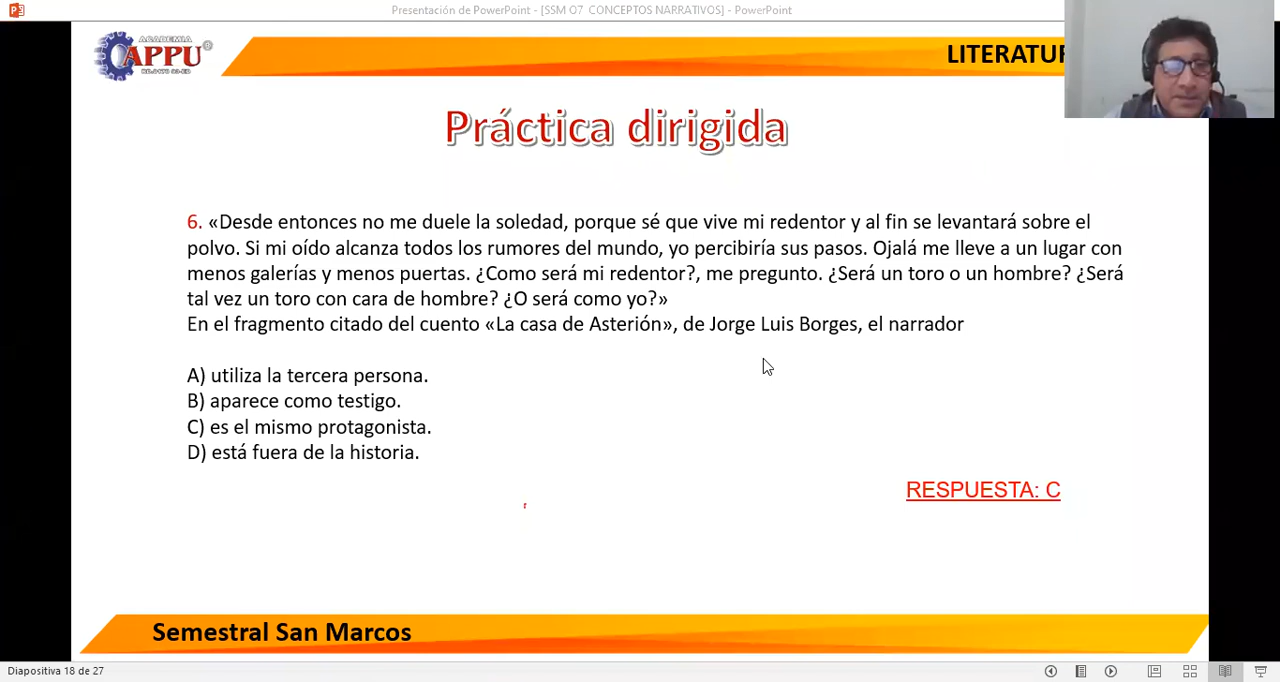 Presentación de PowerPoint - [SSM O7 CONCEPTOS NARRATIVOS] - PowerPoint
ACADEMIA
CAPPU
LITERATUR
Práctica dirigida
6. «Desde entonces no me duele la soledad, porque sé que vive mi redentor y al fin se levantará sobre el
polvo. Si mi oído alcanza todos los rumores del mundo, yo percibiría sus pasos. Ojalá me lleve a un lugar con
menos galerías y menos puertas. ¿Como será mi redentor?, me pregunto. ¿Será un toro o un hombre? ¿Será
tal vez un toro con cara de hombre? ¿O será como yo?»
En el fragmento citado del cuento «La casa de Asterión», de Jorge Luis Borges, el narrador
A) utiliza la tercera persona.
B) aparece como testigo.
C) es el mismo protagonista.
D) está fuera de la historia.
RESPUESTA: C
Semestral San Marcos
Diapositiva 18 de 27